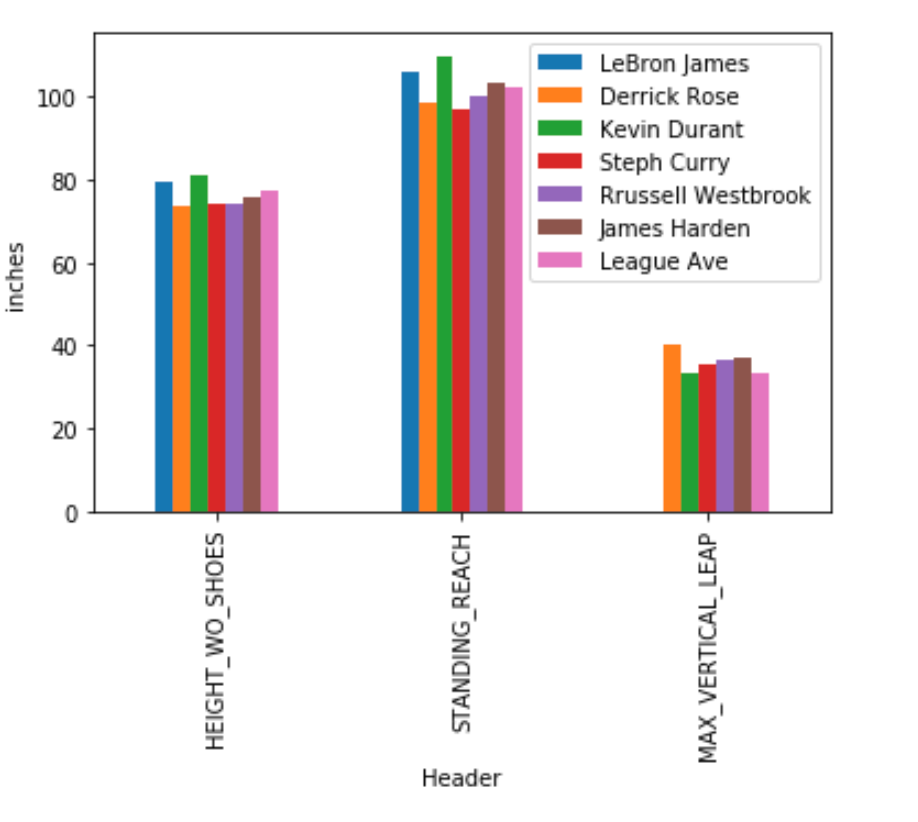 LeBron James
Derrick Rose
Kevin Durant
Steph Curry
Rrussell Westbrook
James Harden
League Ave
100
80
60
40
20
0
inches
HEIGHT_WO_SHOES
STANDING_REACH
MAX_VERTICAL_LEAP
Header